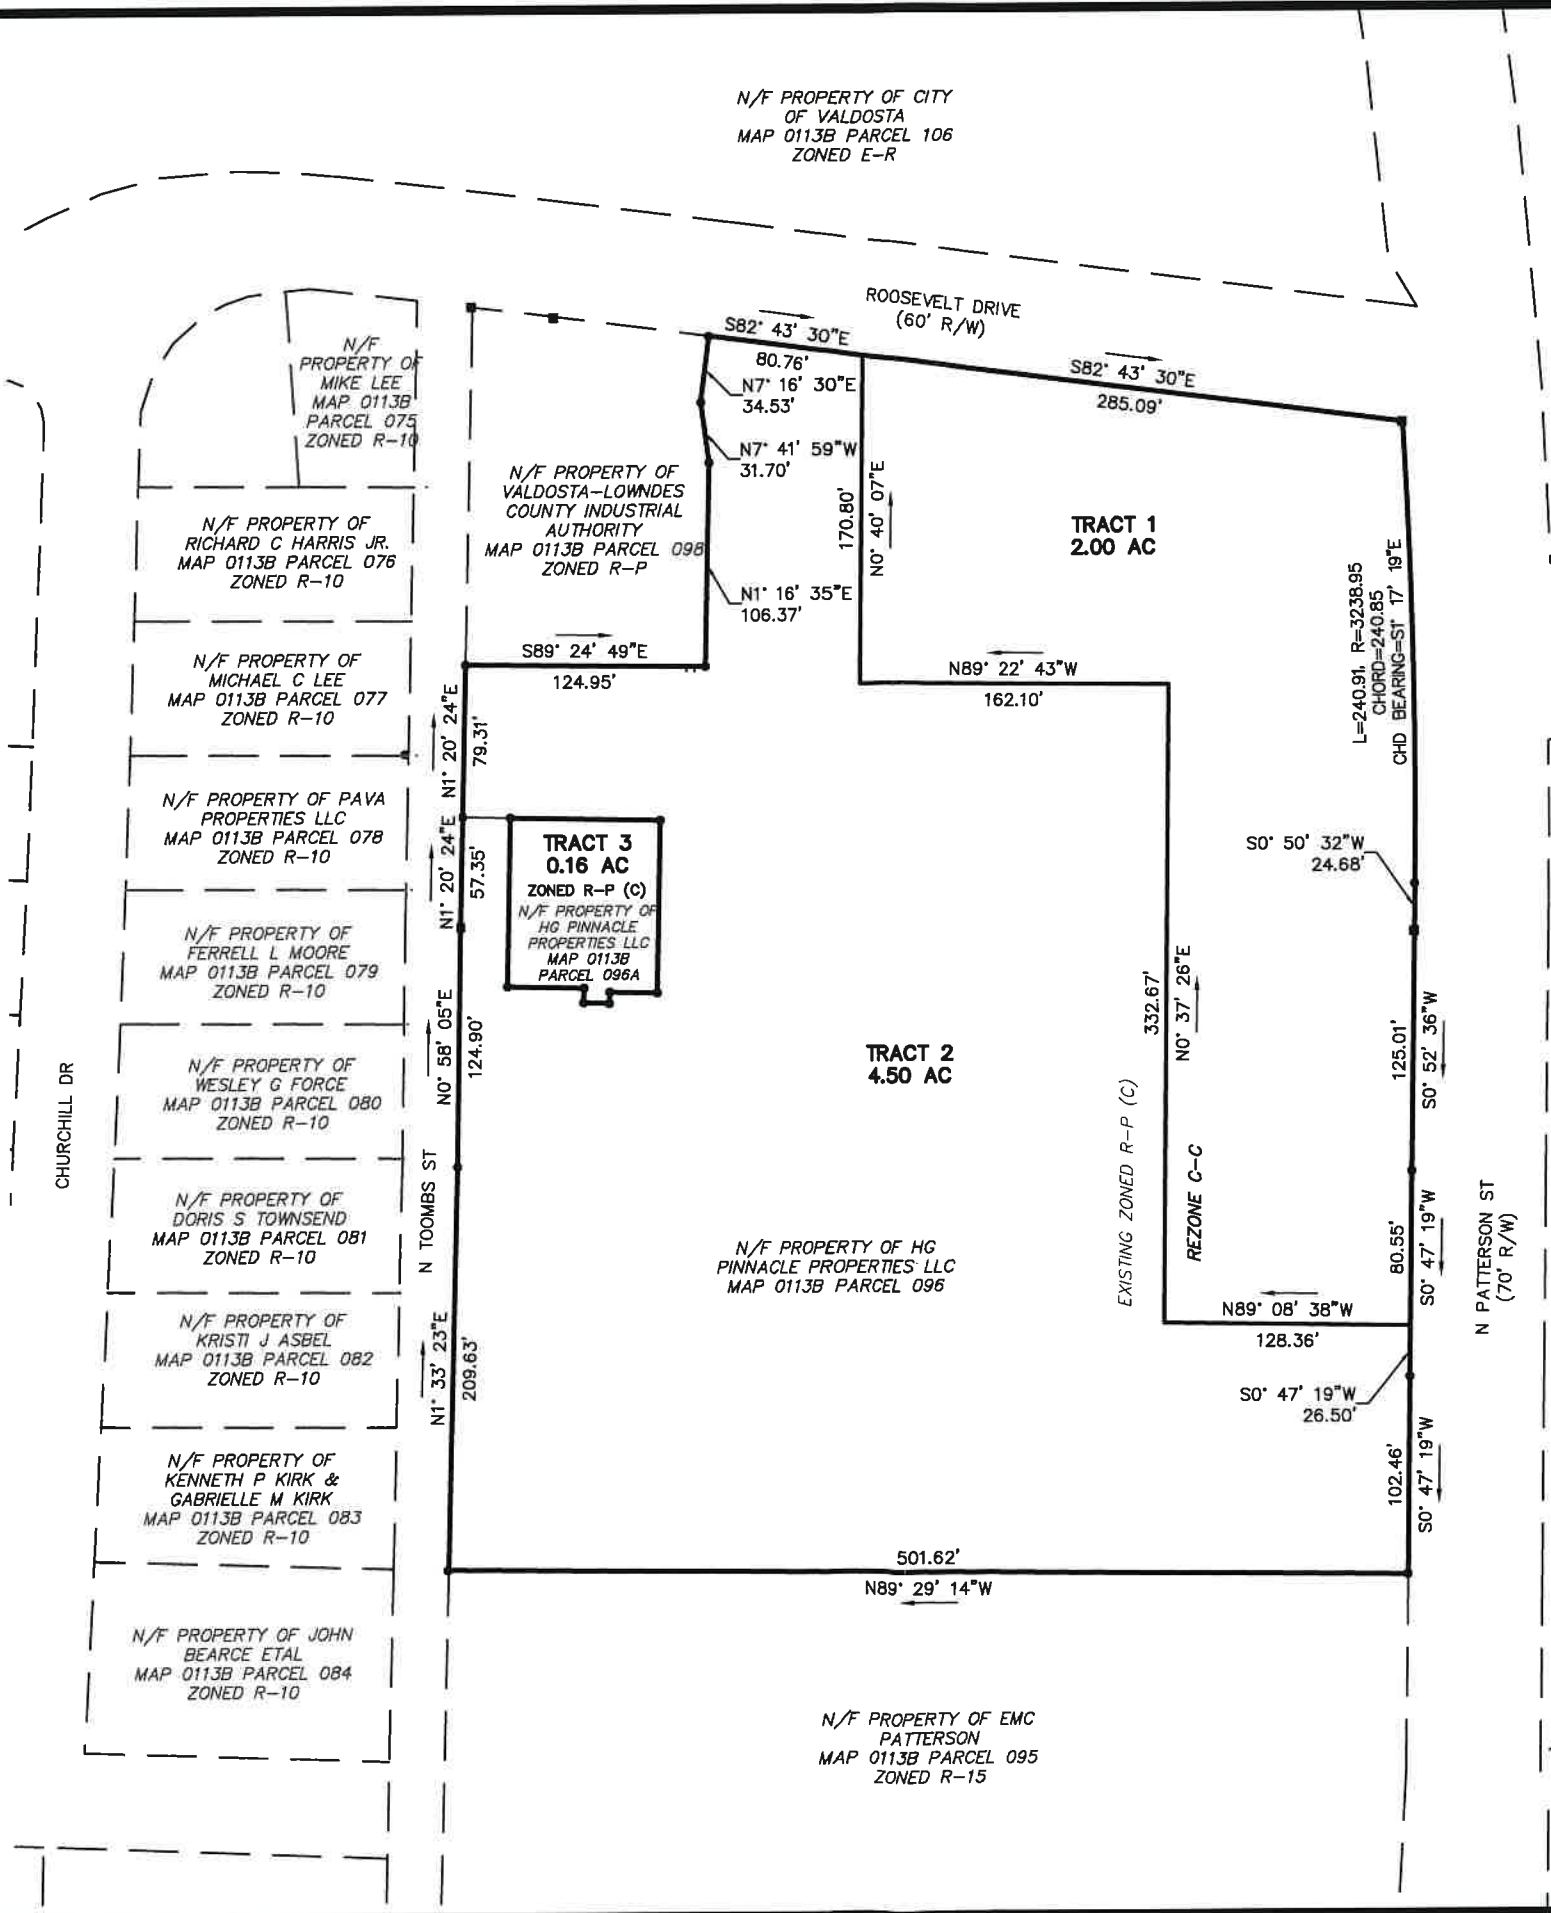 N/F PROPERTY OF CITY
OF VALDOSTA
MAP 0113B PARCEL 106
ZONED E-R
ROOSEVELT DRIVE
(60' R/W)
S82° 43' 30"E
80.76'
S82° 43' 30"E
285.09'
N7° 16' 30"E
34.53'
N7° 41' 59"W
31.70'
N1° 16' 35"E
106.37'
N/F
PROPERTY OF
MIKE LEE
MAP 0113B
PARCEL 075
ZONED R-10
N/F PROPERTY OF
VALDOSTA-LOWNDES
COUNTY INDUSTRIAL
AUTHORITY
MAP 0113B PARCEL 098
ZONED R-P
170.80'
N0° 40' 07"E
TRACT 1
2.00 AC
L=240.91, R=3238.95
CHORD=240.85
CHD BEARING=S1° 17' 19"E
N/F PROPERTY OF
RICHARD C HARRIS JR.
MAP 0113B PARCEL 076
ZONED R-10
S89° 24' 49"E
124.95'
N89° 22' 43"W
162.10'
N/F PROPERTY OF
MICHAEL C LEE
MAP 0113B PARCEL 077
ZONED R-10
N1° 20' 24"E
79.31'
N/F PROPERTY OF PAVA
PROPERTIES LLC
MAP 0113B PARCEL 078
ZONED R-10
N1° 20' 24"E
57.35'
TRACT 3
0.16 AC
ZONED R-P (C)
N/F PROPERTY OF
HG PINNACLE
PROPERTIES LLC
MAP 0113B
PARCEL 096A
S0° 50' 32"W
24.68'
N/F PROPERTY OF
FERRELL L MOORE
MAP 0113B PARCEL 079
ZONED R-10
N0° 58' 05"E
124.90'
332.67'
N0° 37' 26"E
125.01'
S0° 52' 36"W
TRACT 2
4.50 AC
N/F PROPERTY OF
WESLEY G FORCE
MAP 0113B PARCEL 080
ZONED R-10
CHURCHILL DR
N TOOMBS ST
EXISTING ZONED R-P (C)
REZONE C-C
N/F PROPERTY OF
DORIS S TOWNSEND
MAP 0113B PARCEL 081
ZONED R-10
N/F PROPERTY OF HG
PINNACLE PROPERTIES LLC
MAP 0113B PARCEL 096
80.55'
S0° 47' 19"W
N PATTERSON ST
(70' R/W)
N89° 08' 38"W
128.36'
N/F PROPERTY OF
KRISTI J ASBEL
MAP 0113B PARCEL 082
ZONED R-10
N1° 33' 23"E
209.63'
S0° 47' 19"W
26.50'
N/F PROPERTY OF
KENNETH P KIRK &
GABRIELLE M KIRK
MAP 0113B PARCEL 083
ZONED R-10
102.46'
S0° 47' 19"W
501.62'
N89° 29' 14"W
N/F PROPERTY OF JOHN
BEARCE ETAL
MAP 0113B PARCEL 084
ZONED R-10
N/F PROPERTY OF EMC
PATTERSON
MAP 0113B PARCEL 095
ZONED R-15